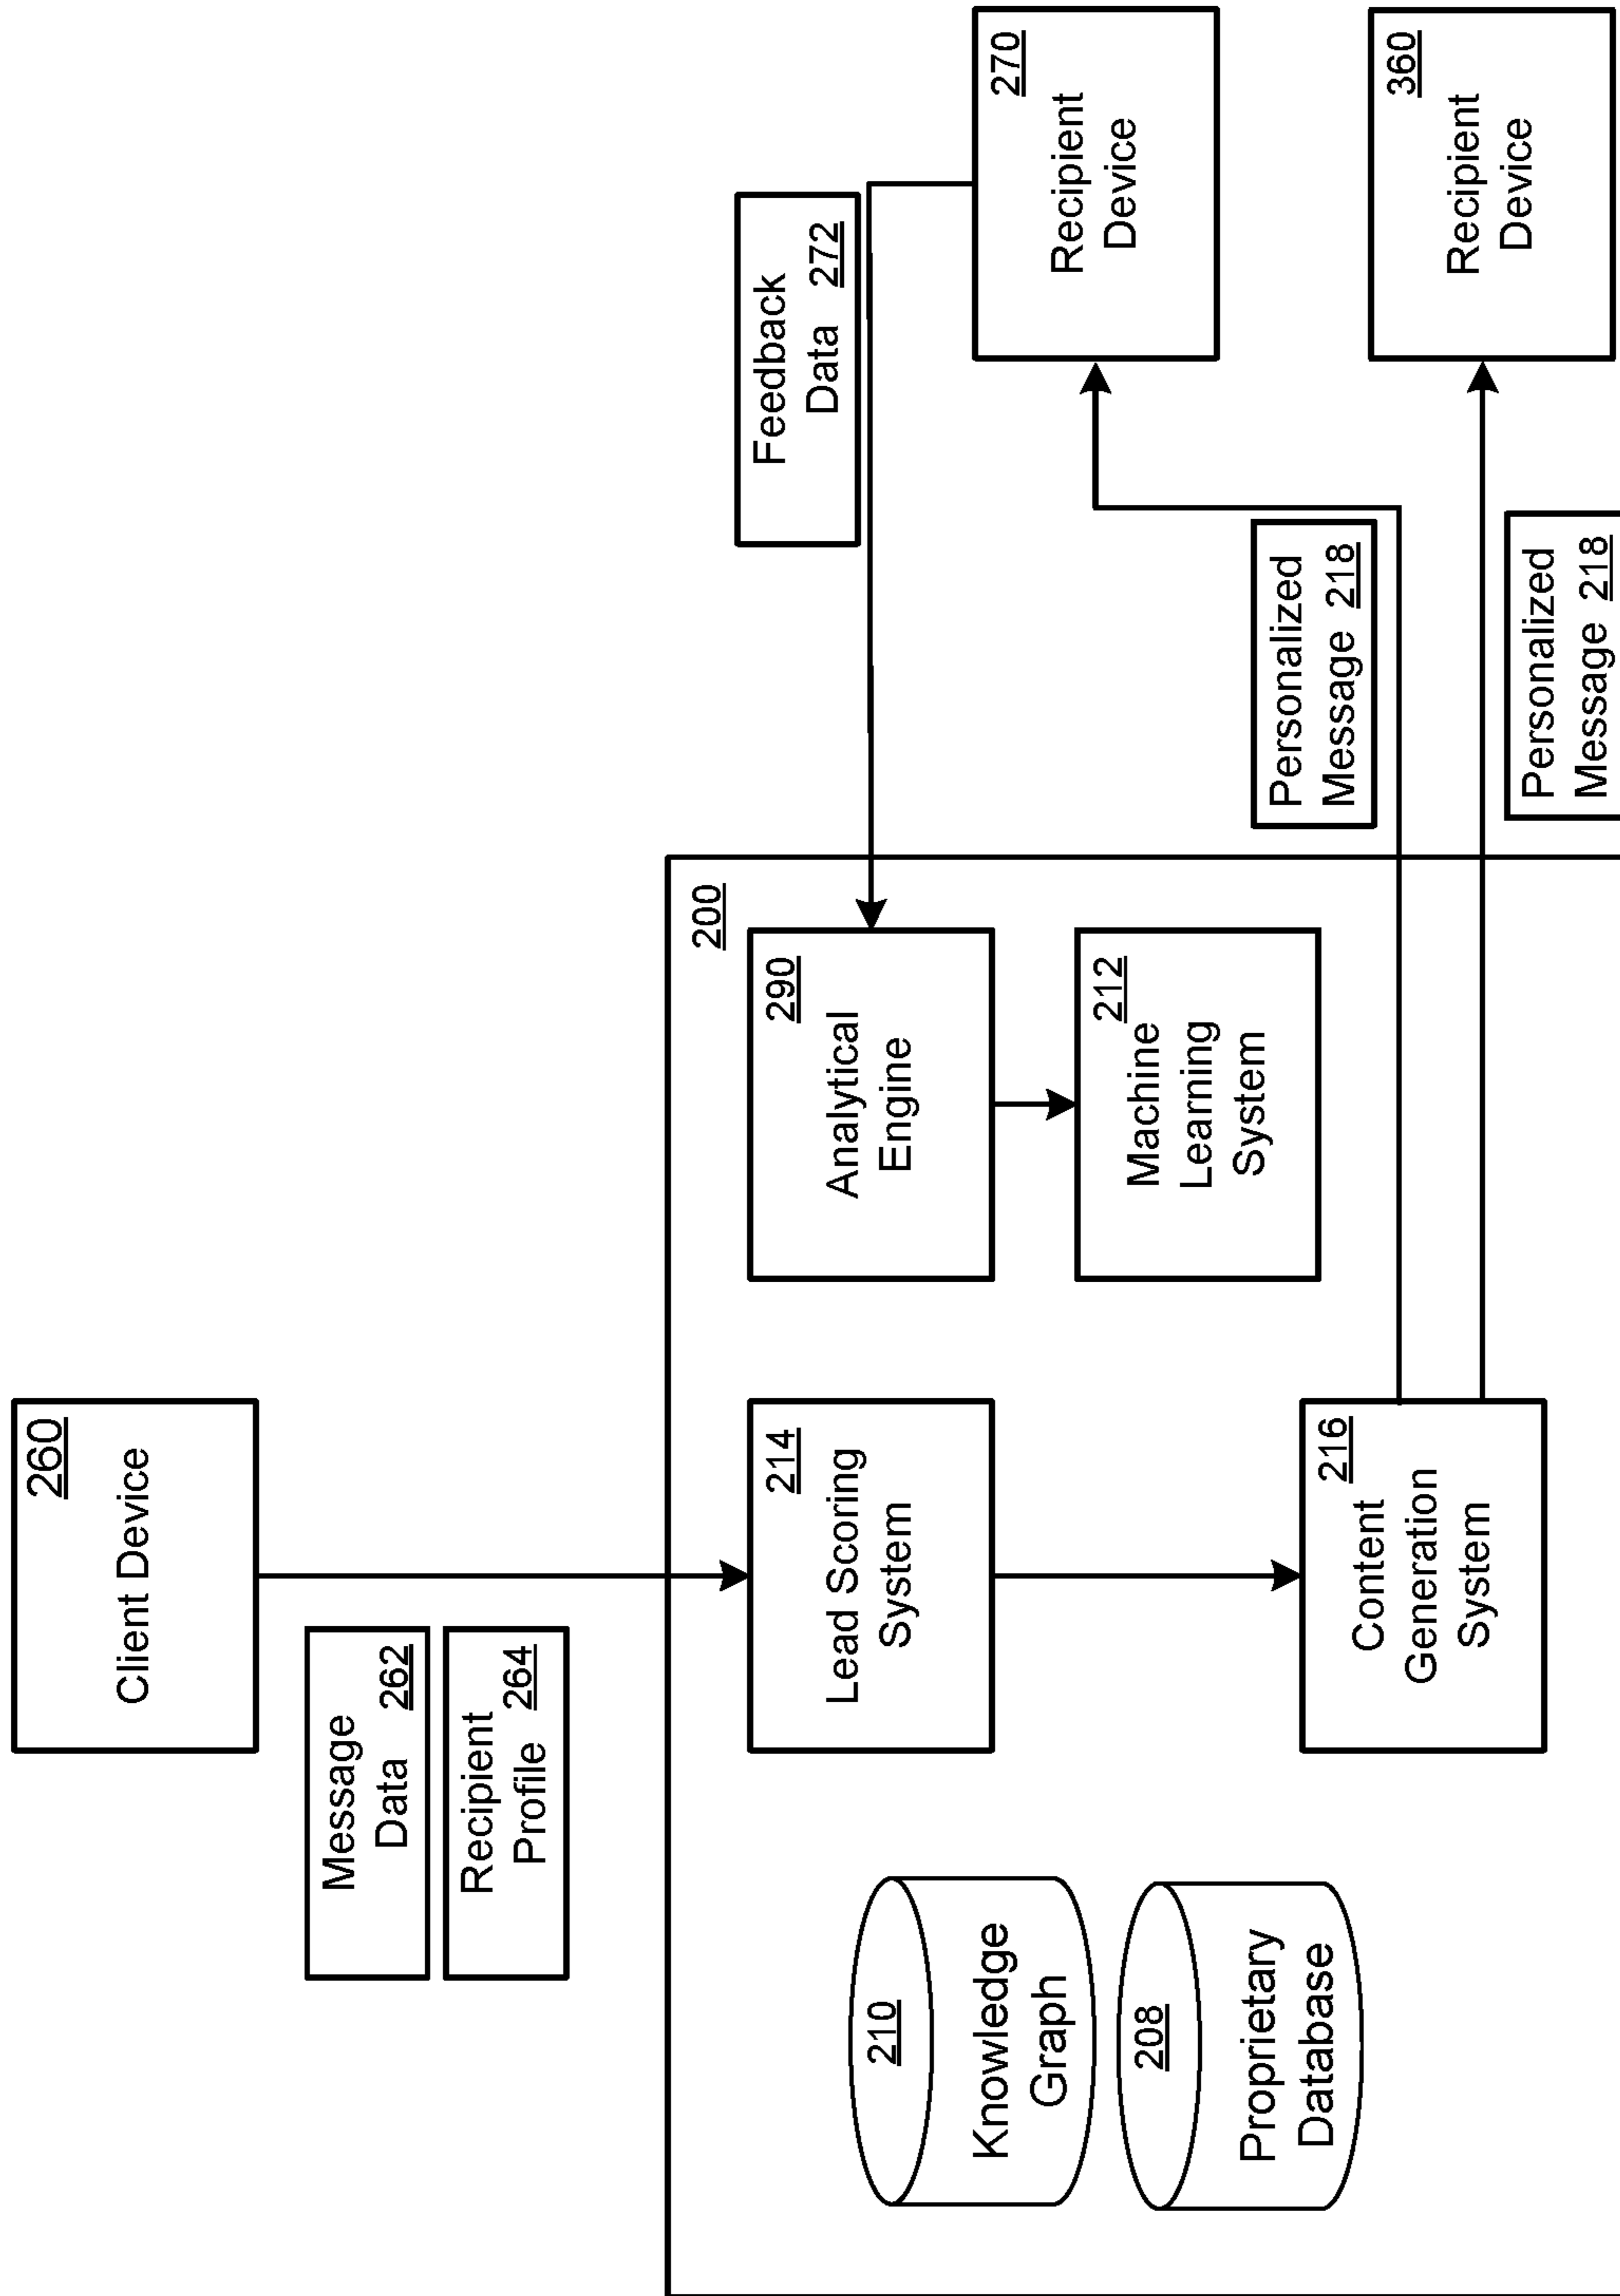 260
Client Device
Message
Data 262
Recipient
Profile 264
Feedback
Data 272
270
Recipient
Device
200
210
Knowledge
Graph
214
Lead Scoring
System
290
Analytical
Engine
208
Proprietary
Database
212
Machine
Learning
System
Personalized
Message 218
360
Recipient
Device
216
Content
Generation
System
Personalized
Message 218